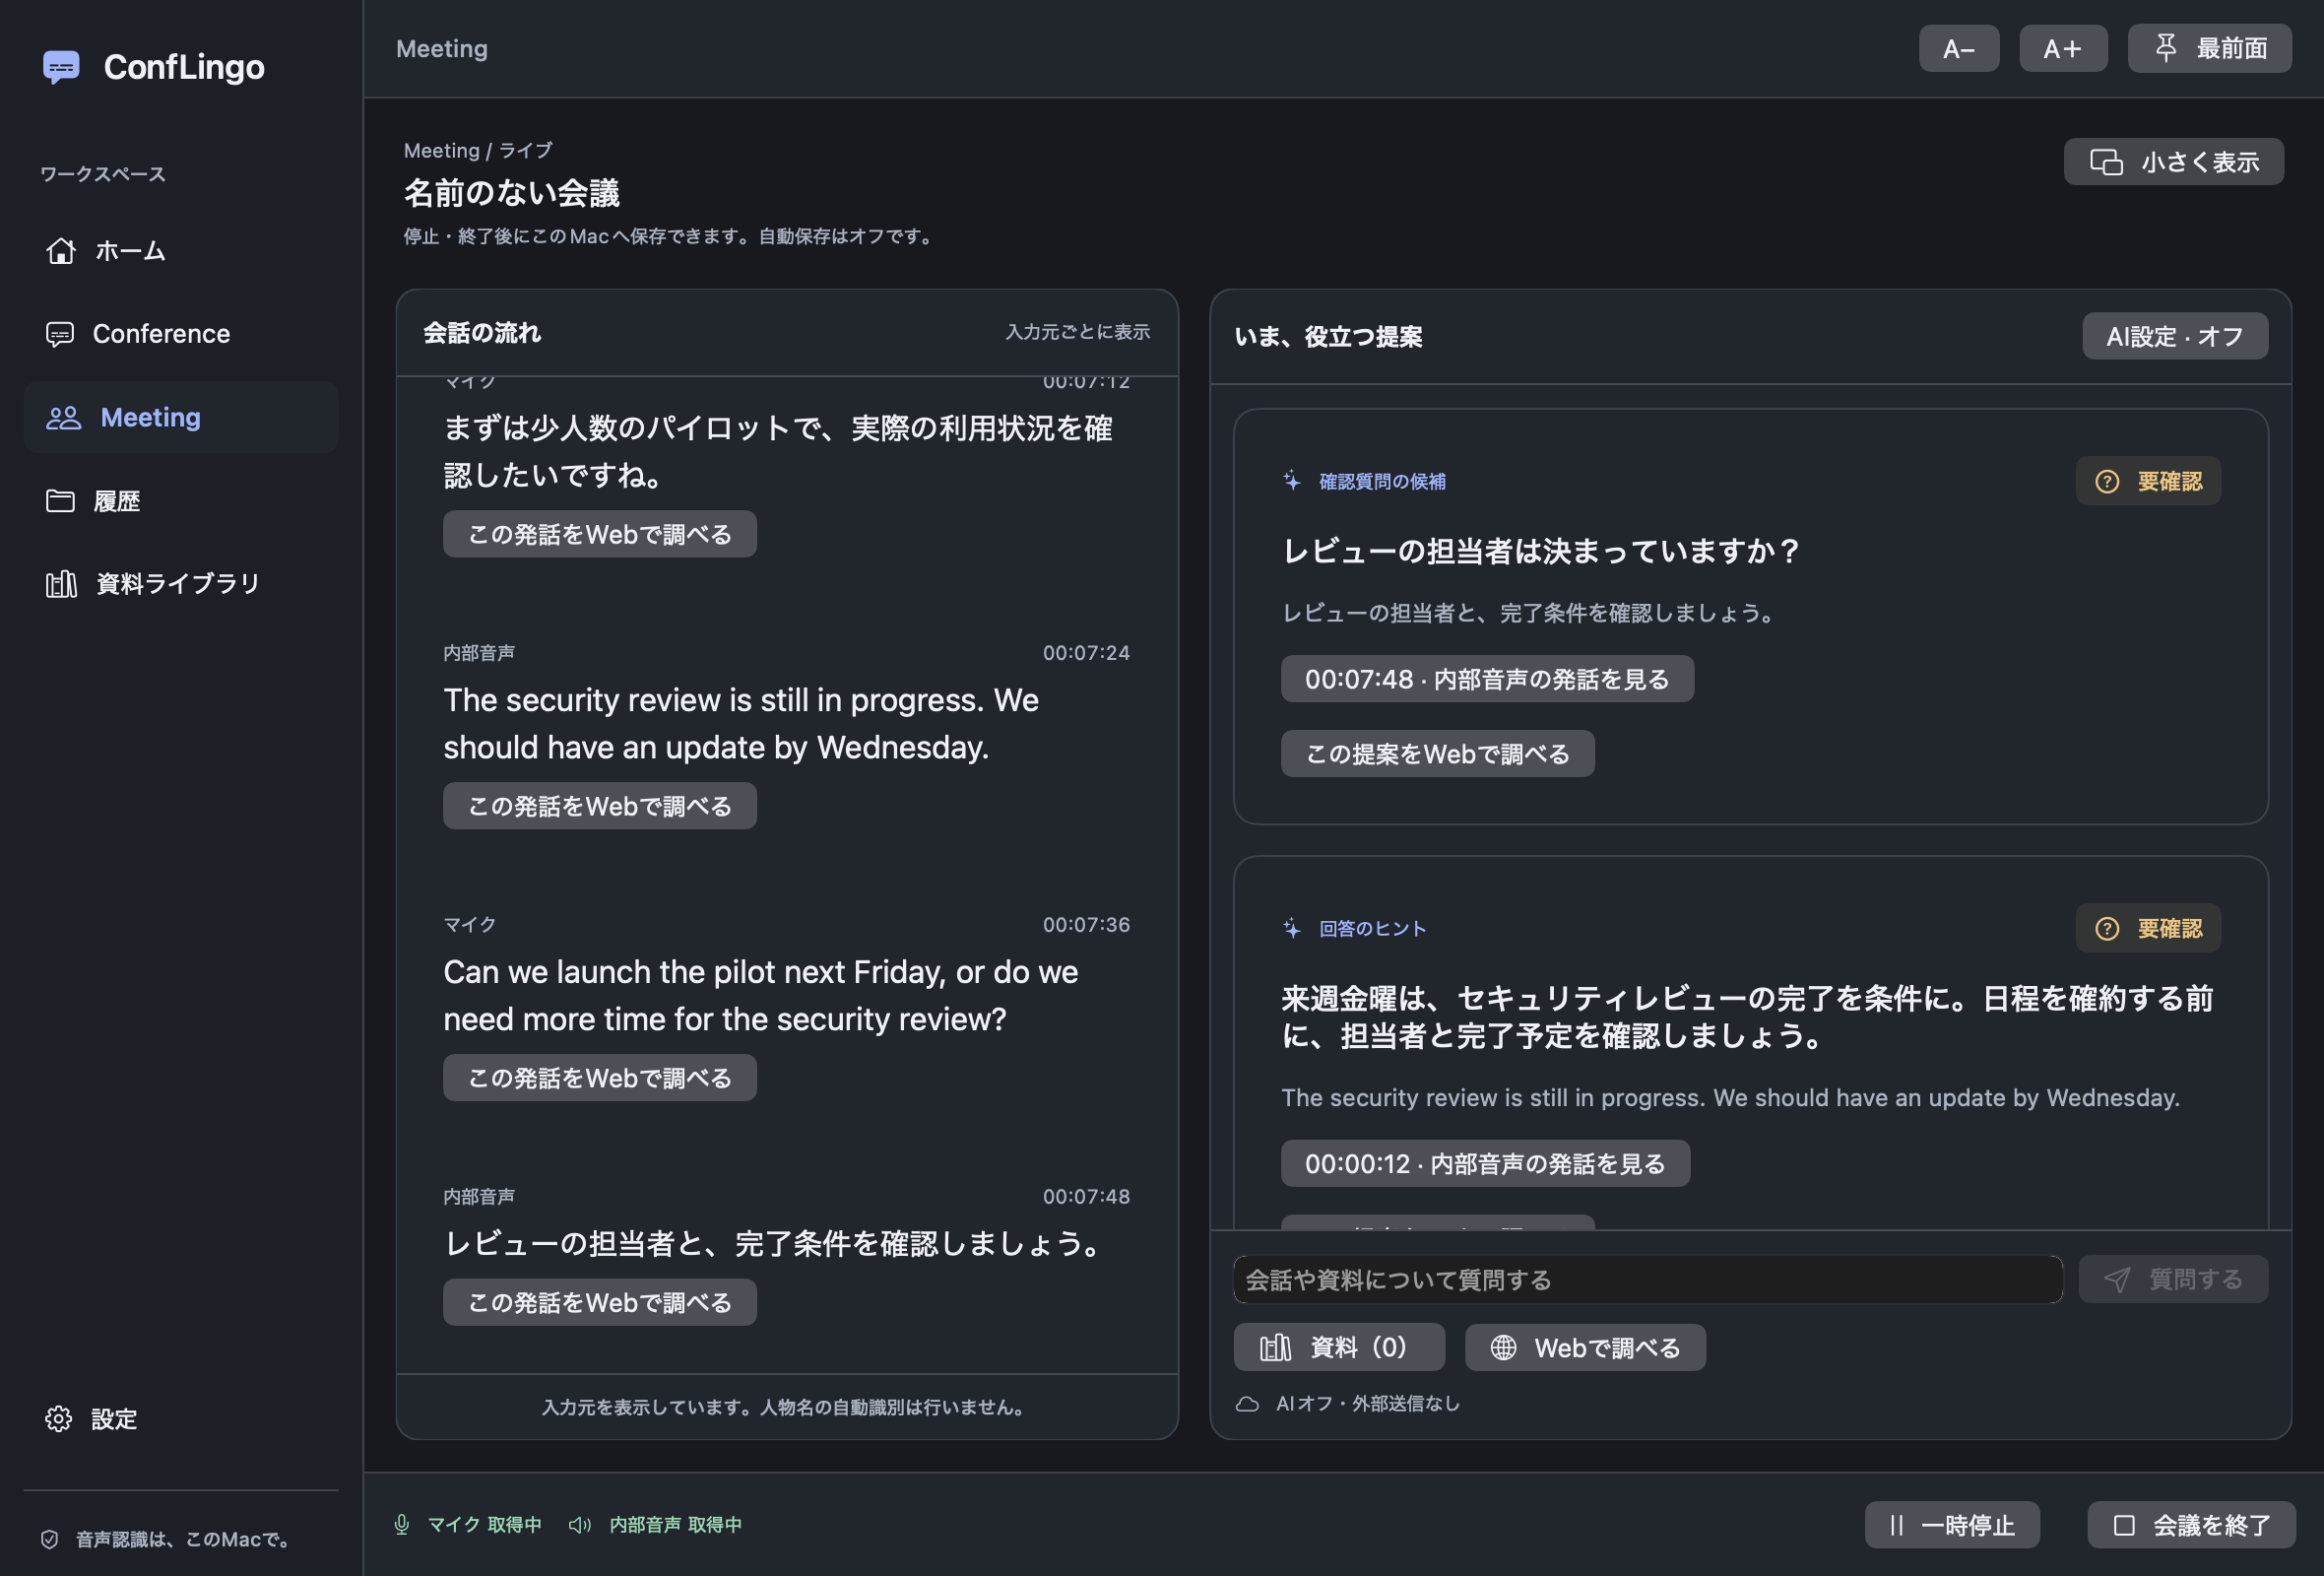 ConfLingo
ワークスペース
ホーム
Conference
Meeting
履歴
資料ライブラリ
設定
音声認識は、このMacで。
Meeting
A−
A+
最前面
Meeting / ライブ
名前のない会議
停止・終了後にこのMacへ保存できます。自動保存はオフです。
小さく表示
会話の流れ
入力元ごとに表示
マイク
00:07:12
まずは少人数のパイロットで、実際の利用状況を確
認したいですね。
この発話をWebで調べる
内部音声
00:07:24
The security review is still in progress. We
should have an update by Wednesday.
この発話をWebで調べる
マイク
00:07:36
Can we launch the pilot next Friday, or do we
need more time for the security review?
この発話をWebで調べる
内部音声
00:07:48
レビューの担当者と、完了条件を確認しましょう。
この発話をWebで調べる
入力元を表示しています。人物名の自動識別は行いません。
いま、役立つ提案
AI設定 · オフ
確認質問の候補
要確認
レビューの担当者は決まっていますか？
レビューの担当者と、完了条件を確認しましょう。
00:07:48 · 内部音声の発話を見る
この提案をWebで調べる
回答のヒント
要確認
来週金曜は、セキュリティレビューの完了を条件に。日程を確約する前
に、担当者と完了予定を確認しましょう。
The security review is still in progress. We should have an update by Wednesday.
00:00:12 · 内部音声の発話を見る
会話や資料について質問する
質問する
資料（0）
Webで調べる
AIオフ・外部送信なし
マイク 取得中
内部音声 取得中
一時停止
会議を終了